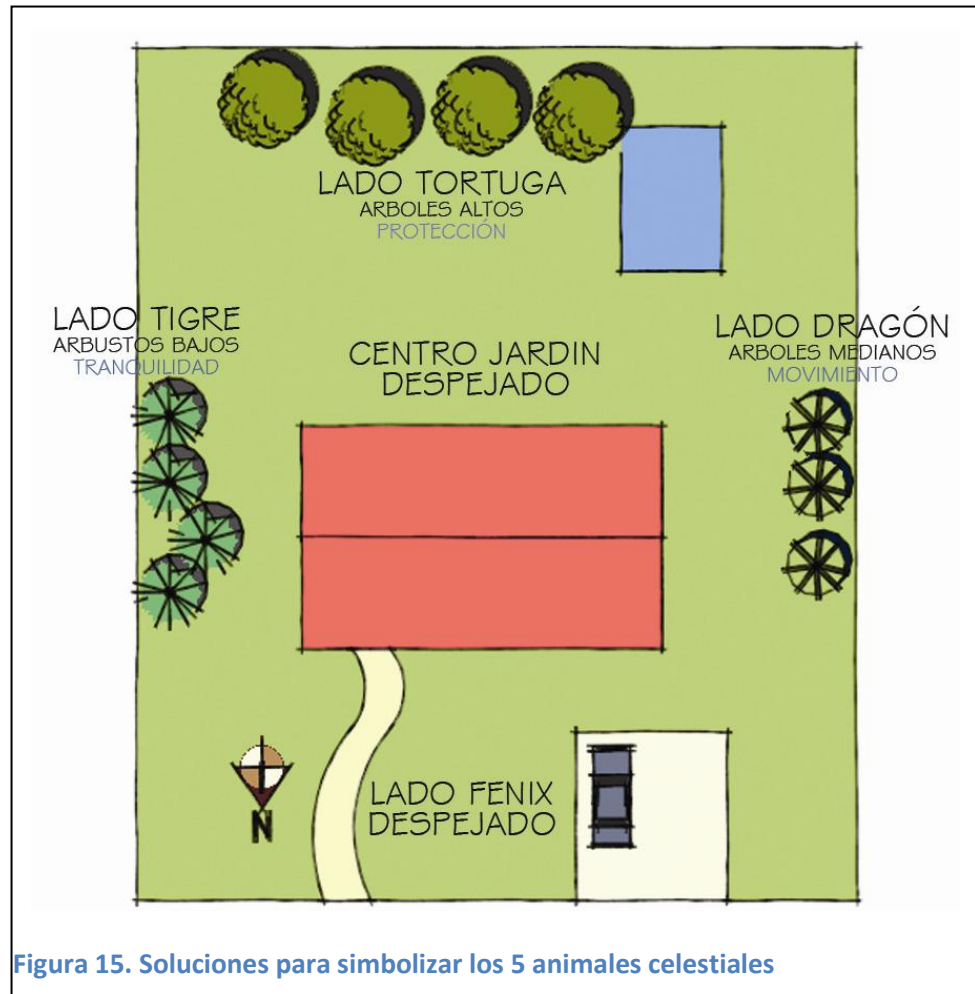 LADO TORTUGA
ARBOLES ALTOS
PROTECCIÓN
LADO TIGRE
ARBUSTOS BAJOS
TRANQUILIDAD
CENTRO JARDIN
DESPEJADO
LADO DRAGÓN
ARBOLES MEDIANOS
MOVIMIENTO
LADO FENIX
DESPEJADO
N
Figura 15. Soluciones para simbolizar los 5 animales celestiales